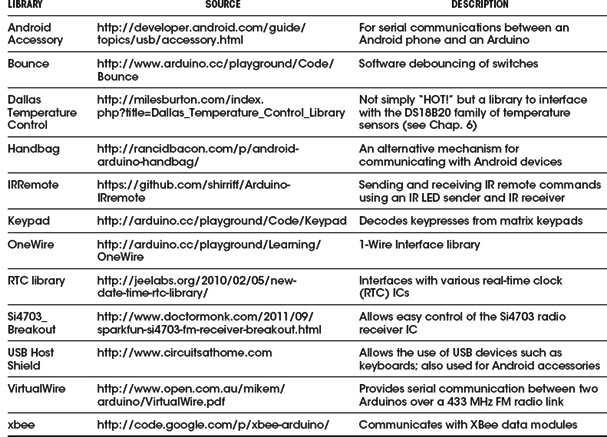 LIBRARY SOURCE DESCRIPTION
Android http://developer.android.com/guide/ For serial communications between an
Accessory topics/usb/accessory.html Android phone and an Arduino
Bounce http://www.arduino.cc/playground/Code/ Software debouncing of switches
Bounce
Dallas http://milesburton.com/index. Not simply “HOT!” but a library to interface
Temperature php?title=Dallas_Temperature_Control_Library with the DS18B20 family of temperature
Control sensors (see Chap. 6)
Handbag http://rancidbacon.com/p/android- An alternative mechanism for
arduino-handbag/ communicating with Android devices
IRRemote https://github.com/shirriff/Arduino- Sending and receiving IR remote commands
IRremote using an IR LED sender and IR receiver
Keypad http://arduino.cc/playground/Code/Keypad Decodes keypresses from matrix keypads
OneWire http://arduino.cc/playground/Learning/ 1-Wire Interface library
OneWire
RTC library http://jeelabs.org/2010/02/05/new- Interfaces with various real-time clock
date-time-rtc-library/ (RTC) ICs
Si4703_ http://www.doctormonk.com/2011/09/ Allows easy control of the Si4703 radio
Breakout sparkfun-si4703-fm-receiver-breakout.html receiver IC
USB Host http://www.circuitsathome.com Allows the use of USB devices such as
Shield keyboards; also used for Android accessories
VirtualWire http://www.open.com.au/mikem/ Provides serial communication between two
arduino/VirtualWire.pdf Arduinos over a 433 MHz FM radio link
xbee http://code.google.com/p/xbee-arduino/ Communicates with XBee data modules